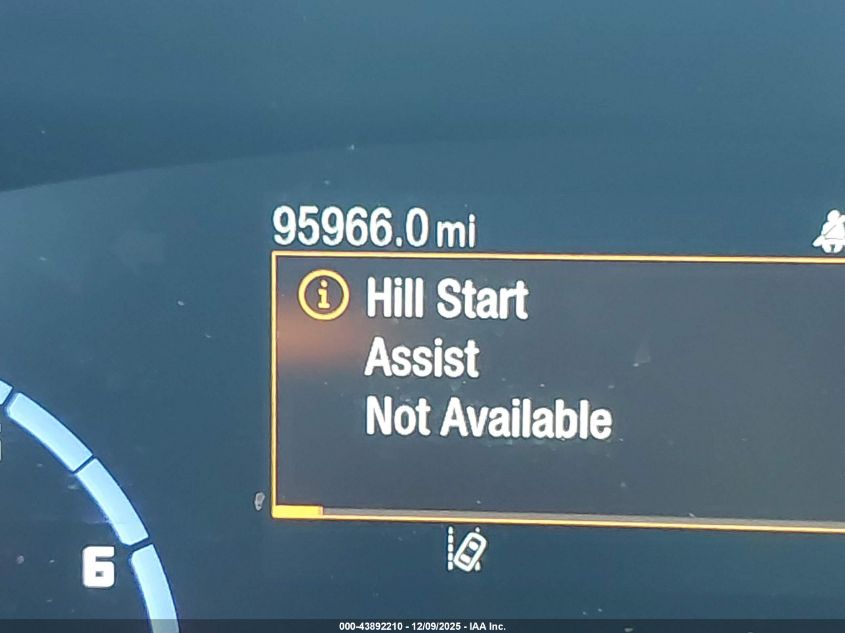 95966.0 mi
Hill Start
Assist
Not Available
6
000-43892210 - 12/09/2025 - IAA Inc.